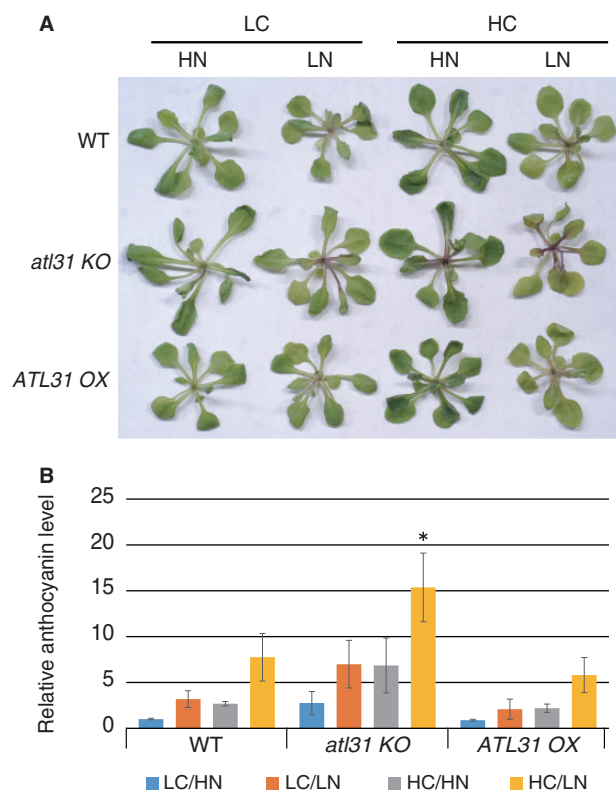 A
LC HC
HN LN HN LN
WT
atl31 KO
ATL31 OX
B
Relative anthocyanin level
25
20
15
10
5
0
*
WT atl31 KO ATL31 OX
LC/HN LC/LN HC/HN HC/LN